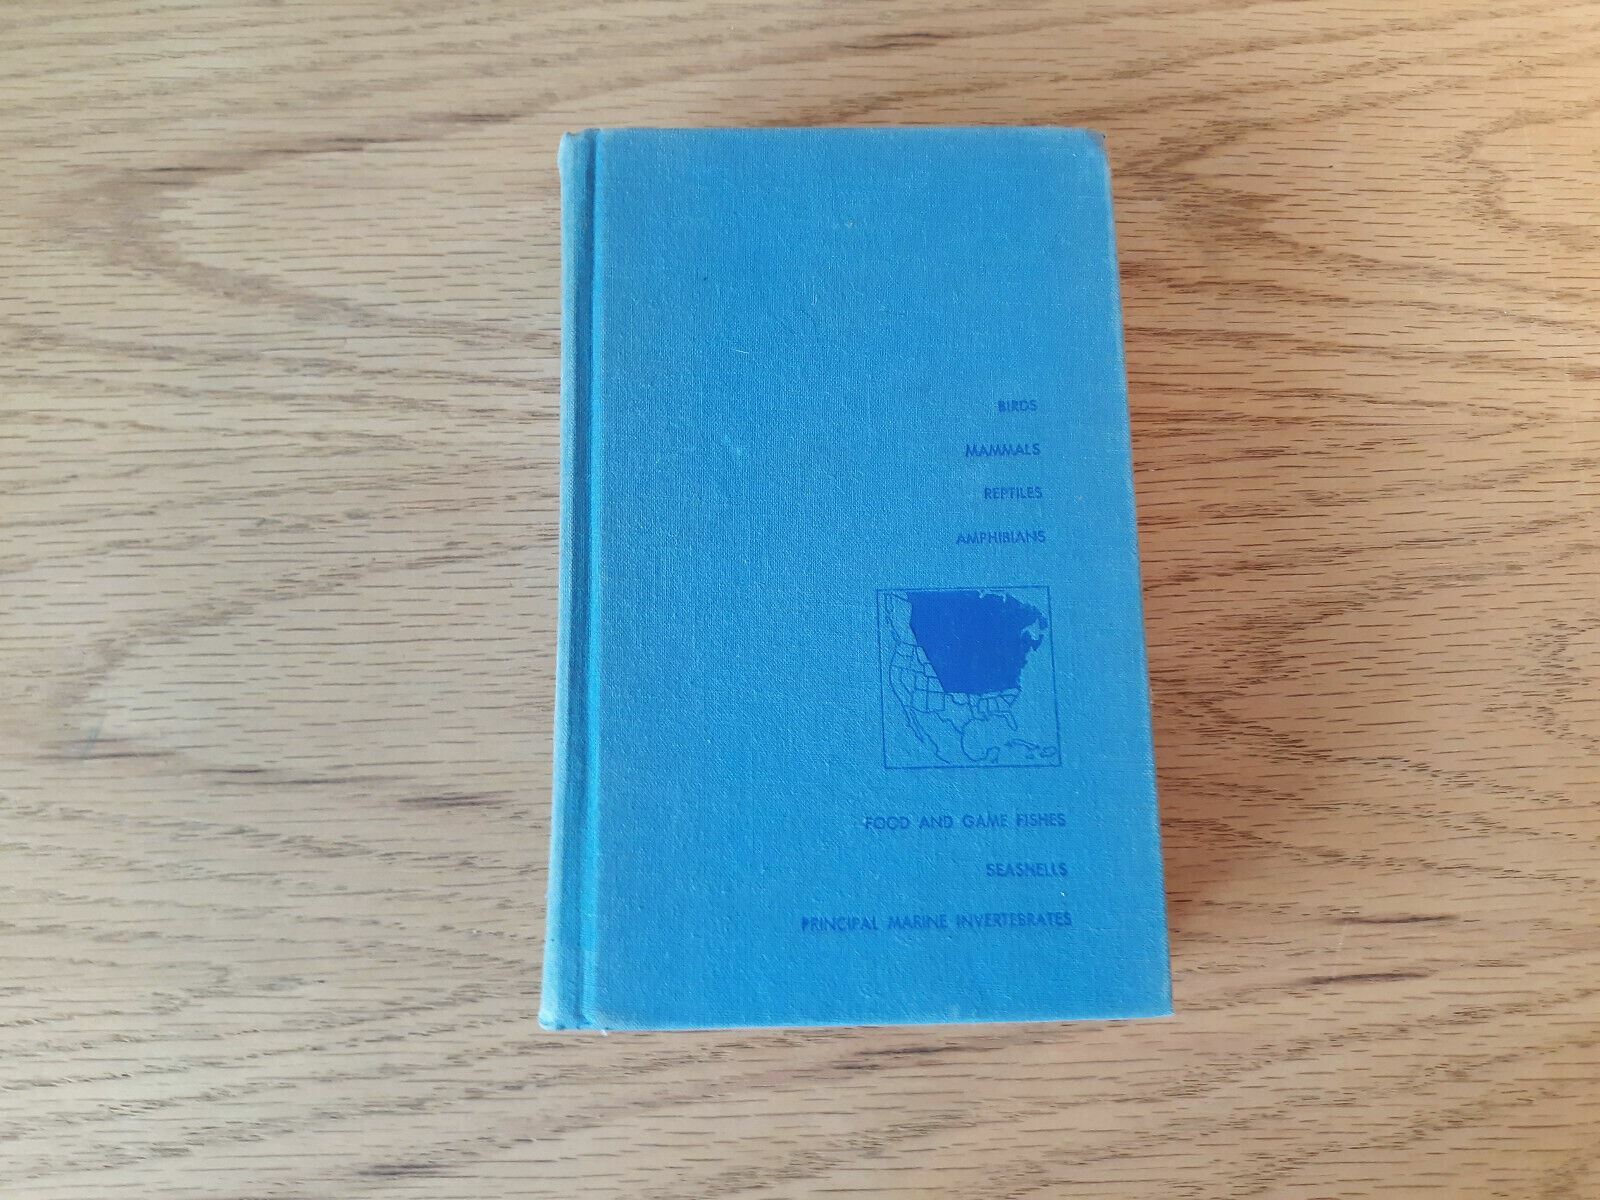 BIRDS
MAMMALS
REPTILES
AMPHIBIANS
FOOD AND GAME FISHES
SEASHELLS
PRINCIPAL MARINE INVERTEBRATES